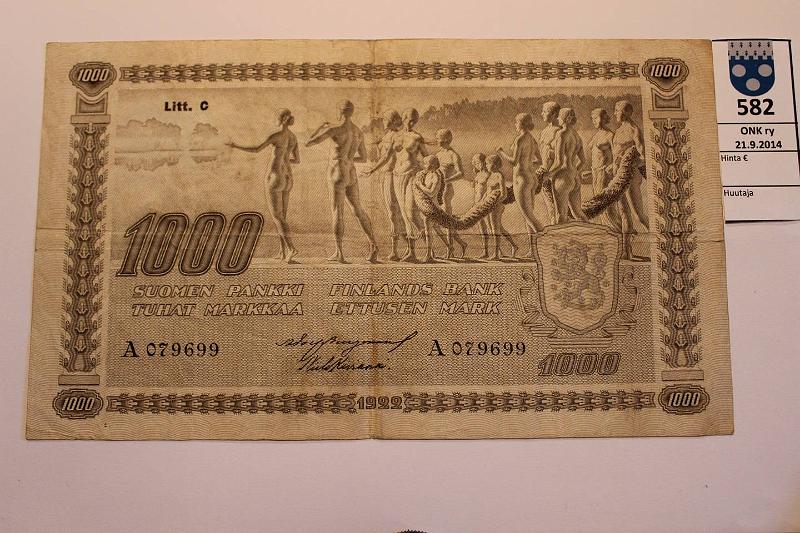 1000
1000
Litt. C
1000
SUOMEN PANKKI
TUHAT MARKKAA
FINLANDS BANK
ETTUSEN MARK
A 079699
A 079699
1000
1000
1922
1000
582
ONK ry
21.9.2014
Hinta €
Huutaja